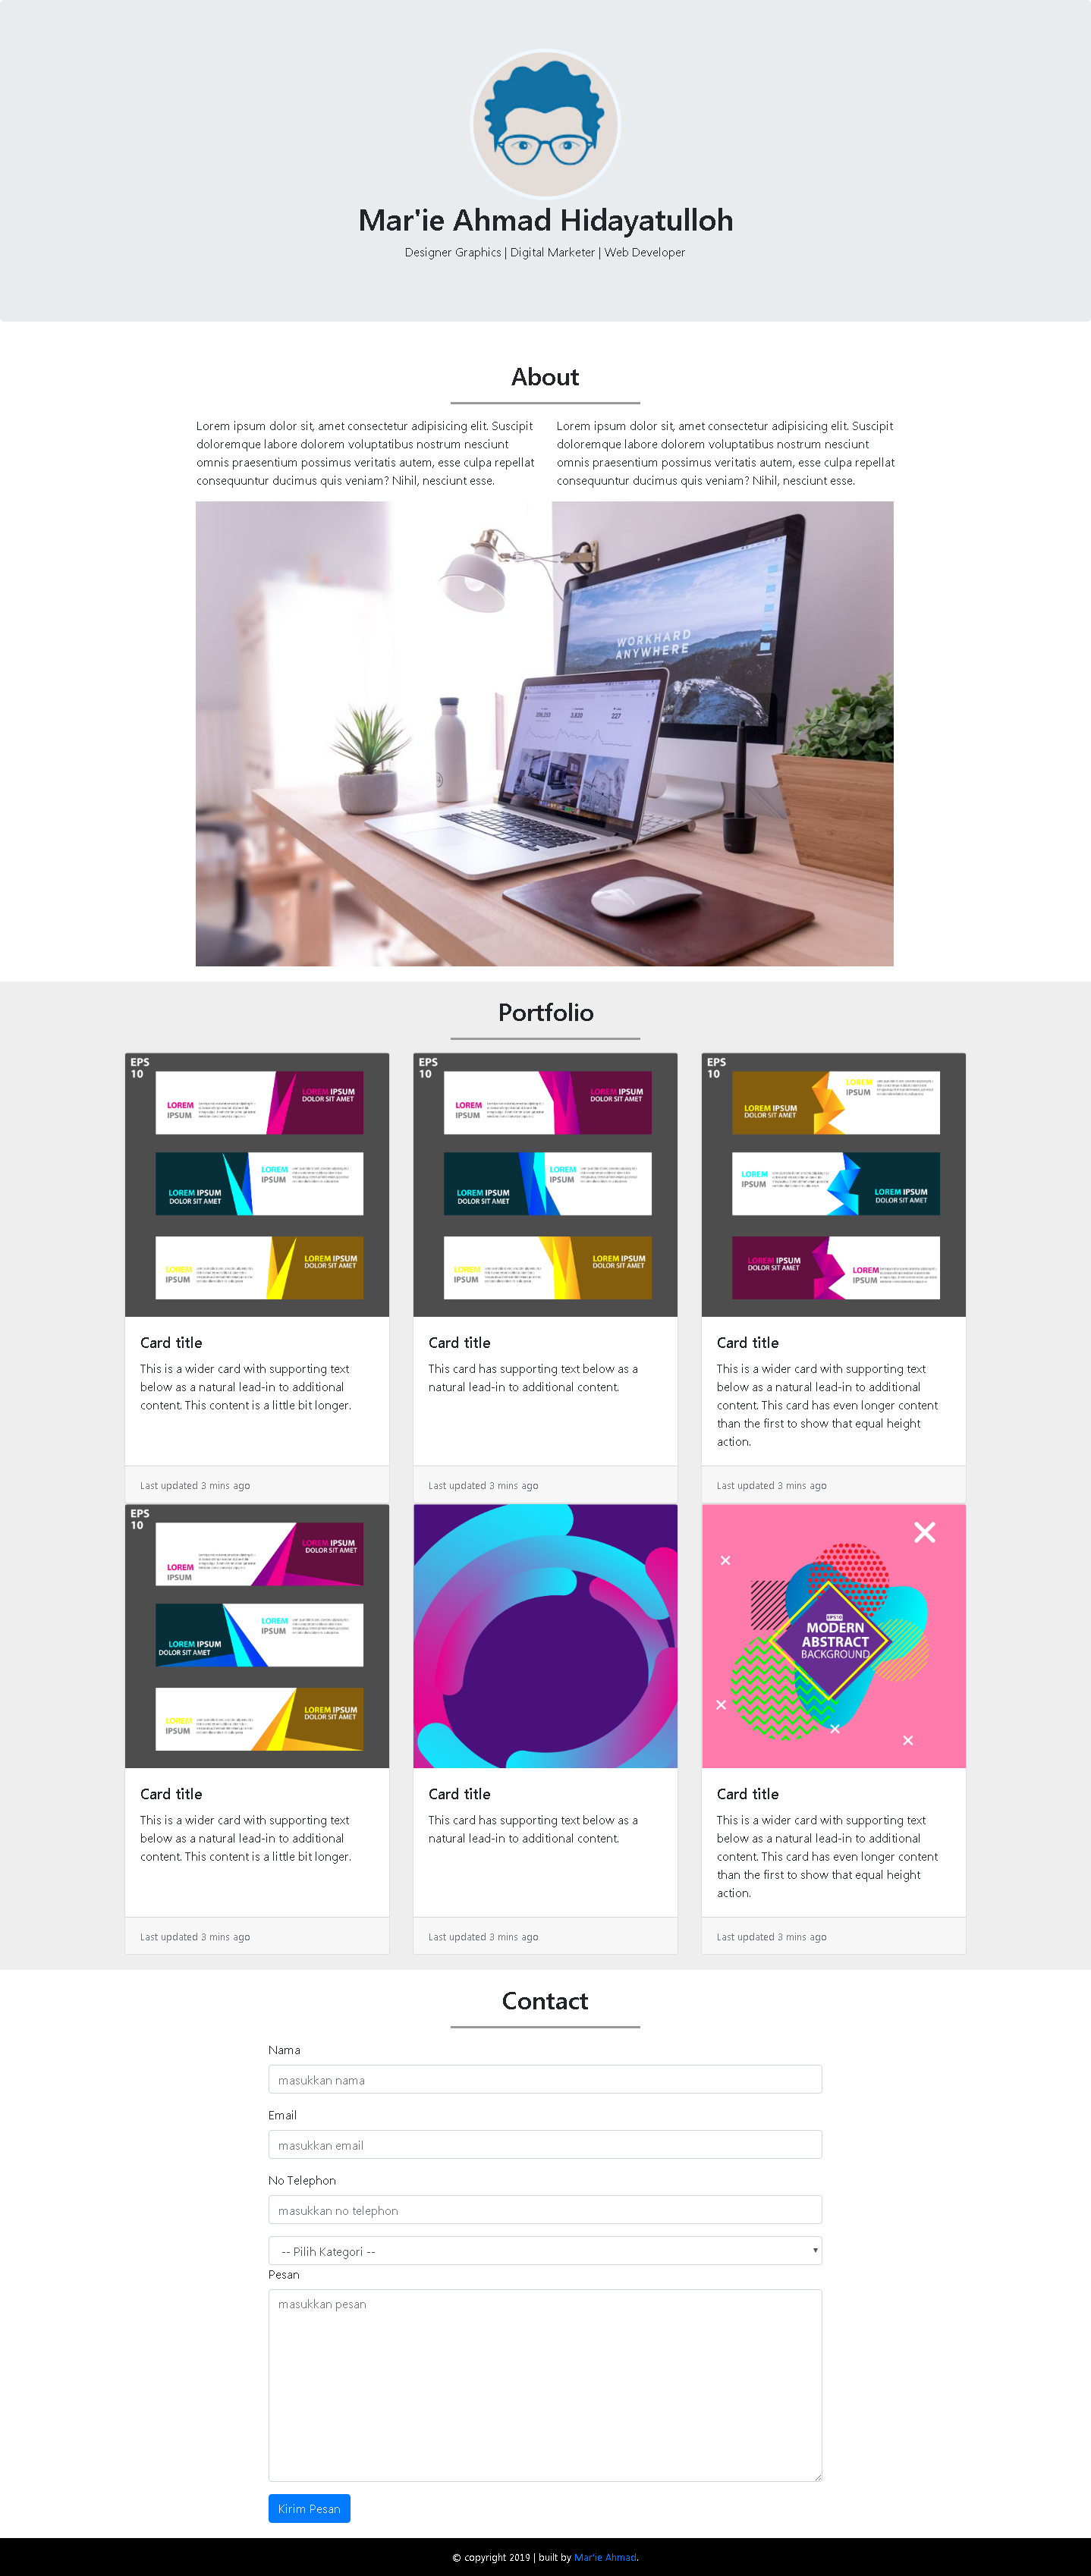 Mar'ie Ahmad Hidayatulloh
Designer Graphics | Digital Marketer | Web Developer
About
Lorem ipsum dolor sit, amet consectetur adipisicing elit. Suscipit
doloremque labore dolorem voluptatibus nostrum nesciunt
omnis praesentium possimus veritatis autem, esse culpa repellat
consequuntur ducimus quis veniam? Nihil, nesciunt esse.
Lorem ipsum dolor sit, amet consectetur adipisicing elit. Suscipit
doloremque labore dolorem voluptatibus nostrum nesciunt
omnis praesentium possimus veritatis autem, esse culpa repellat
consequuntur ducimus quis veniam? Nihil, nesciunt esse.
WORKHARD
ANYWHERE
3,820
227
Portfolio
EPS
10
LOREM
IPSUM
LOREM IPSUM
DOLOR SIT AMET
LOREM IPSUM
DOLOR SIT AMET
LOREM
IPSUM
LOREM
IPSUM
LOREM IPSUM
DOLOR SIT AMET
EPS
10
LOREM
IPSUM
LOREM IPSUM
DOLOR SIT AMET
LOREM IPSUM
DOLOR SIT AMET
LOREM
IPSUM
LOREM
IPSUM
LOREM IPSUM
DOLOR SIT AMET
EPS
10
LOREM IPSUM
DOLOR SIT AMET
LOREM
IPSUM
LOREM
IPSUM
LOREM IPSUM
DOLOR SIT AMET
LOREM IPSUM
DOLOR SIT AMET
LOREM
IPSUM
Card title
This is a wider card with supporting text
below as a natural lead-in to additional
content. This content is a little bit longer.
Last updated 3 mins ago
Card title
This card has supporting text below as a
natural lead-in to additional content.
Last updated 3 mins ago
Card title
This is a wider card with supporting text
below as a natural lead-in to additional
content. This card has even longer content
than the first to show that equal height
action.
Last updated 3 mins ago
EPS
10
LOREM
IPSUM
LOREM IPSUM
DOLOR SIT AMET
LOREM IPSUM
DOLOR SIT AMET
LOREM
IPSUM
LOREM
IPSUM
LOREM IPSUM
DOLOR SIT AMET
EPS10
MODERN
ABSTRACT
BACKGROUND
Card title
This is a wider card with supporting text
below as a natural lead-in to additional
content. This content is a little bit longer.
Last updated 3 mins ago
Card title
This card has supporting text below as a
natural lead-in to additional content.
Last updated 3 mins ago
Card title
This is a wider card with supporting text
below as a natural lead-in to additional
content. This card has even longer content
than the first to show that equal height
action.
Last updated 3 mins ago
Contact
Nama
masukkan nama
Email
masukkan email
No Telephon
masukkan no telephon
-- Pilih Kategori --
Pesan
masukkan pesan
Kirim Pesan
© copyright 2019 | built by Mar'ie Ahmad.